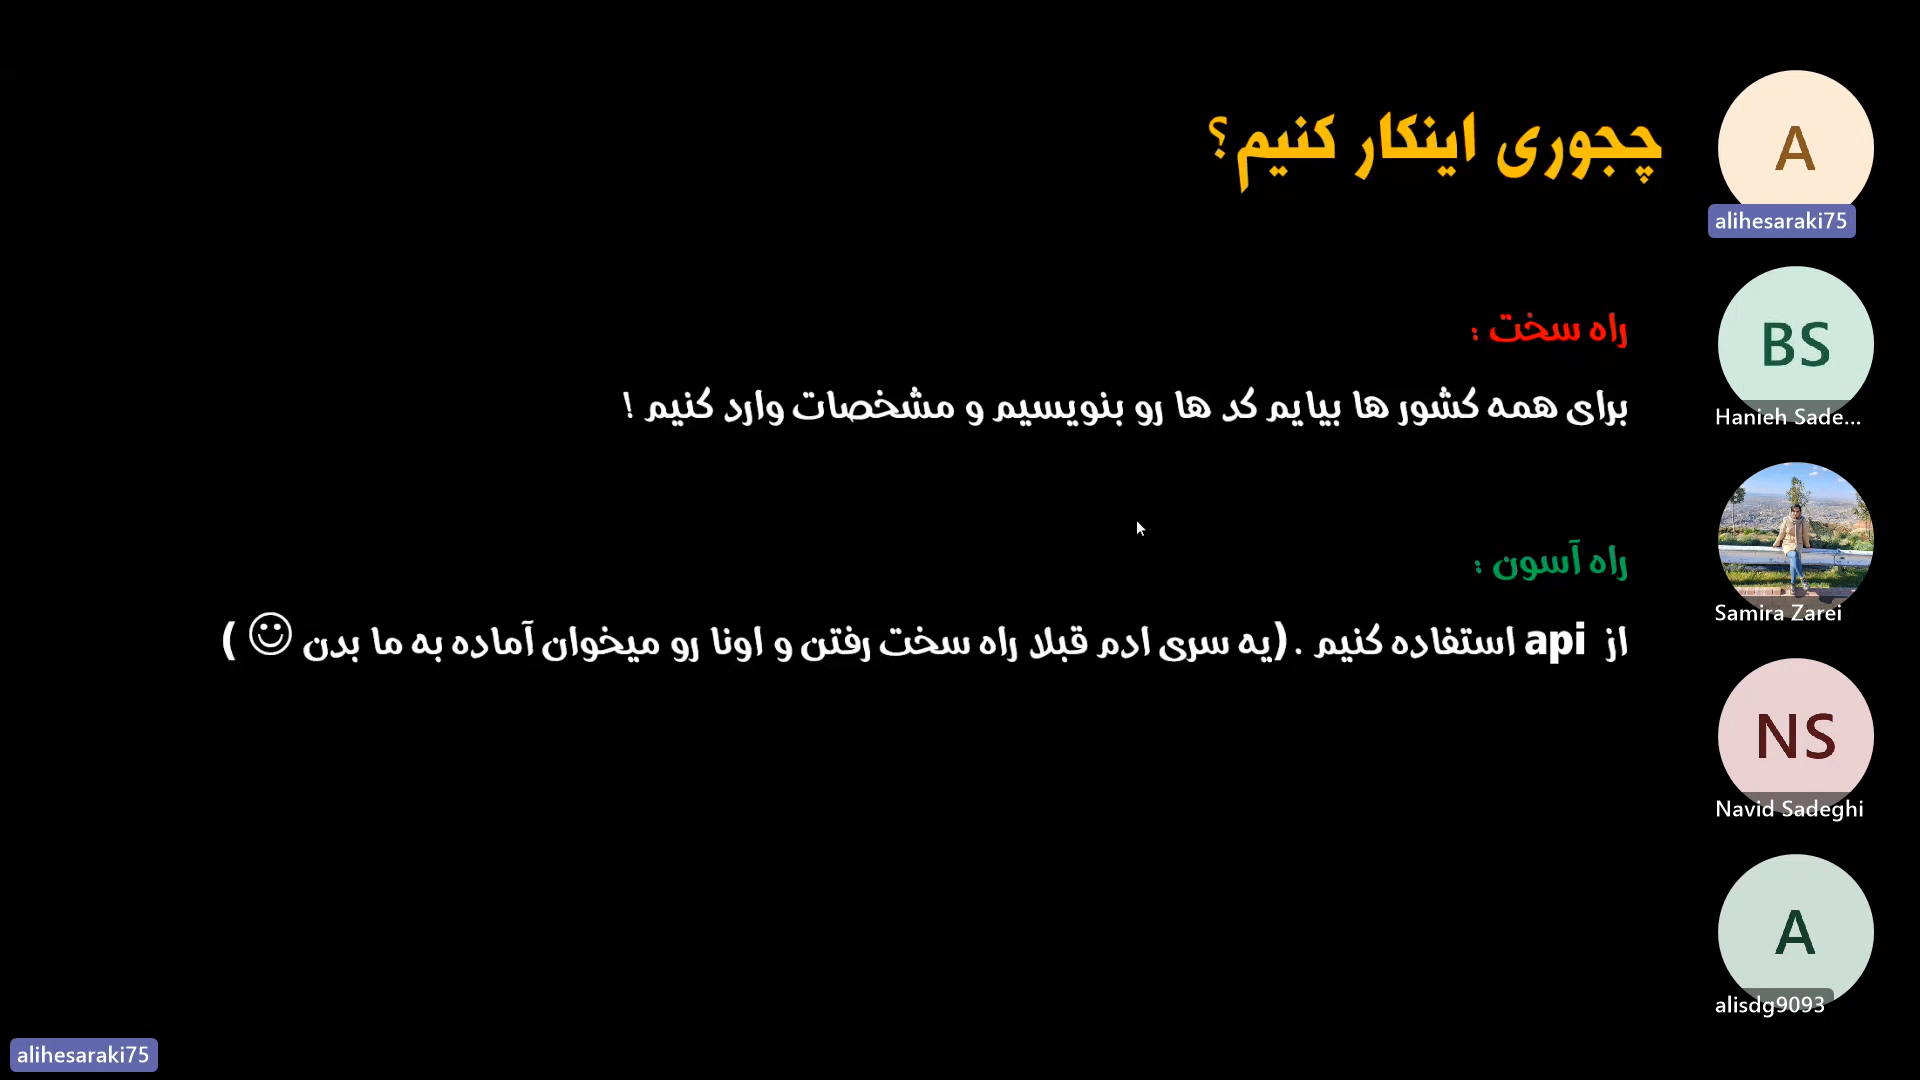 چجوری اینکار کنیم؟
راه سخت :
برای همه کشور ها بیایم کد ها رو بنویسیم و مشخصات وارد کنیم !
راه آسون :
از api استفاده کنیم . (یه سری ادم قبلا راه سخت رفتن و اونا رو میخوان آماده به ما بدن ☺ )
A
alihesaraki75
BS
Hanieh Sade...
Samira Zarei
NS
Navid Sadeghi
A
alisdg9093
alihesaraki75